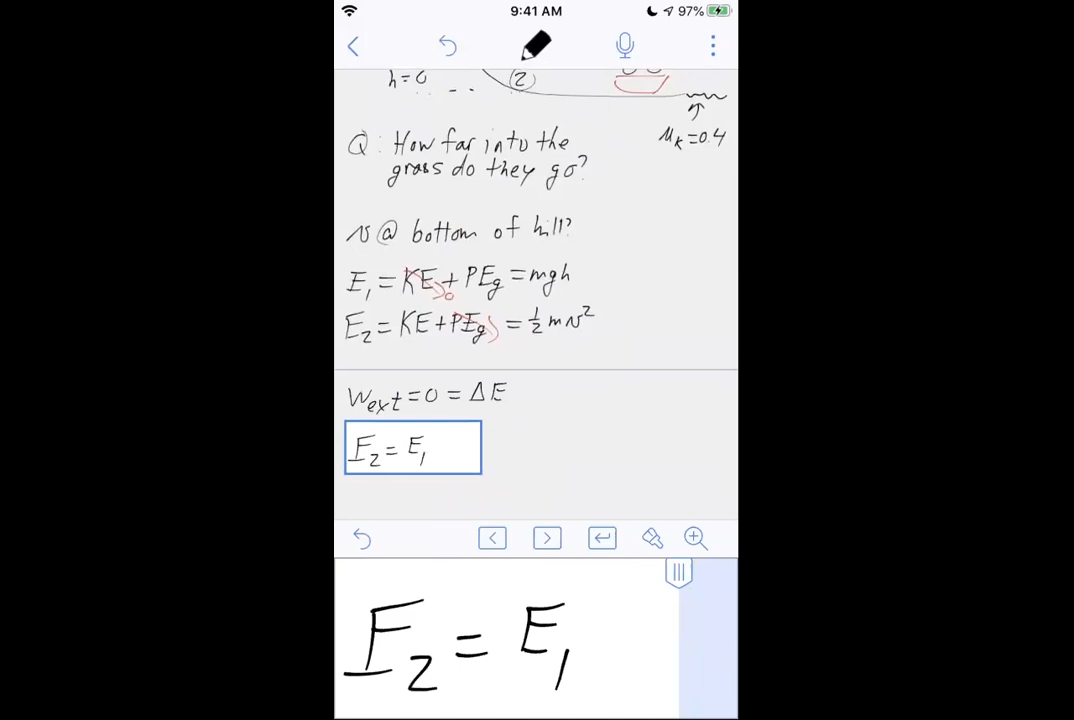 9:41 AM
97%
h=0
(2)
μK=0.4
Q: How far into the
grass do they go?
v@ bottom of hill?
E1=KE+PEg=mgh
0
E2=KE+PEg=½mv²
Wext=0=ΔE
E2=E1
E2=E1